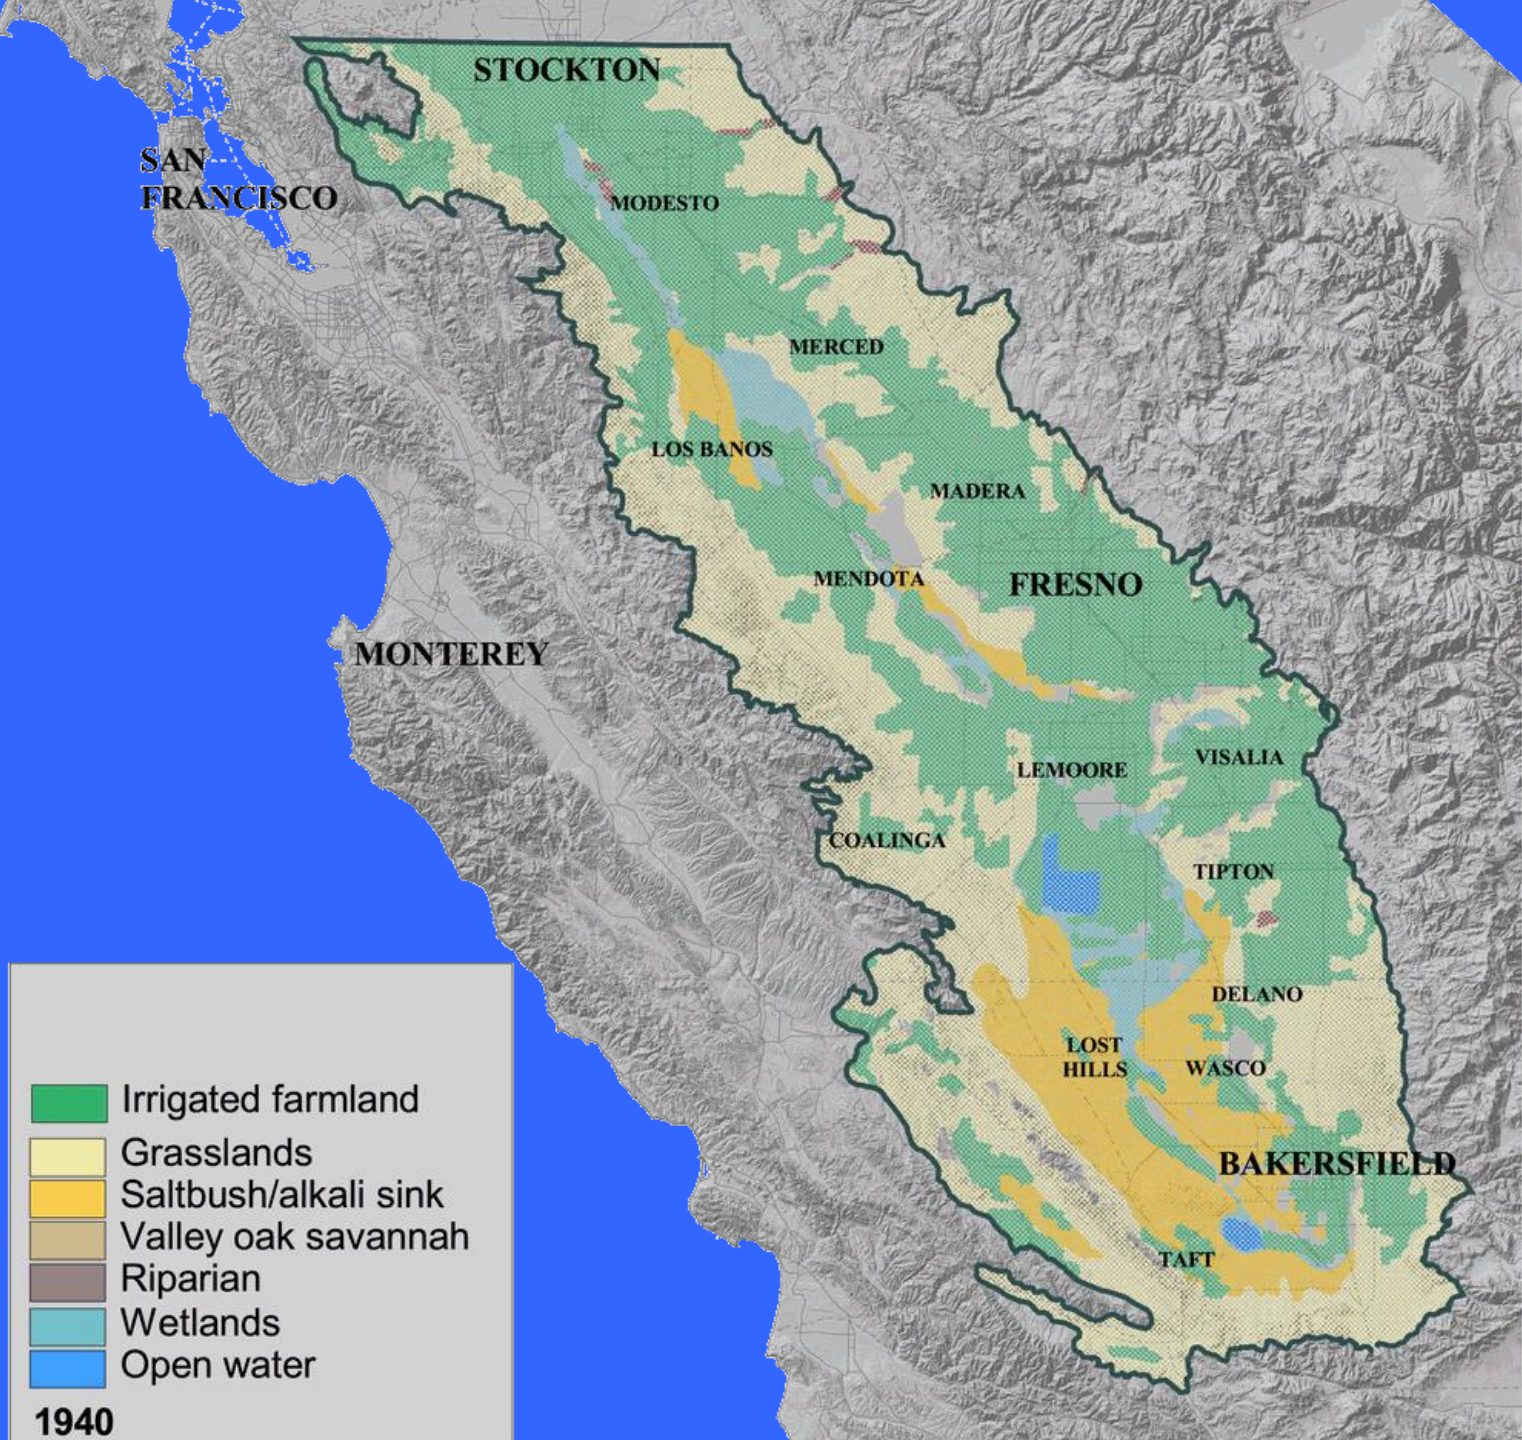 STOCKTON
SAN
FRANCISCO
MODESTO
MERCED
LOS BANOS
MADERA
MENDOTA
FRESNO
MONTEREY
LEMOORE
VISALIA
COALINGA
TIPTON
DELANO
LOST
HILLS
WASCO
BAKERSFIELD
TAFT
Irrigated farmland
Grasslands
Saltbush/alkali sink
Valley oak savannah
Riparian
Wetlands
Open water
1940